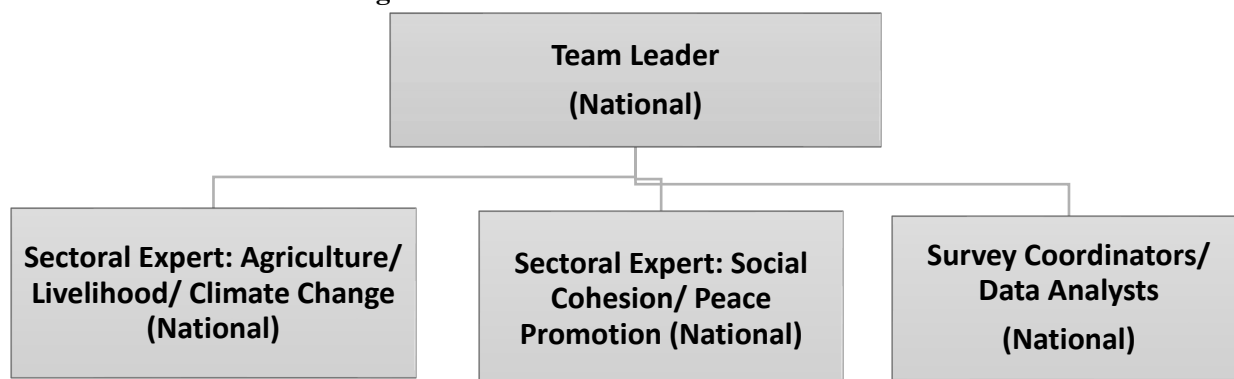 Team Leader
(National)
Sectoral Expert: Agriculture/
Livelihood/ Climate Change
(National)
Sectoral Expert: Social
Cohesion/ Peace
Promotion (National)
Survey Coordinators/
Data Analysts
(National)